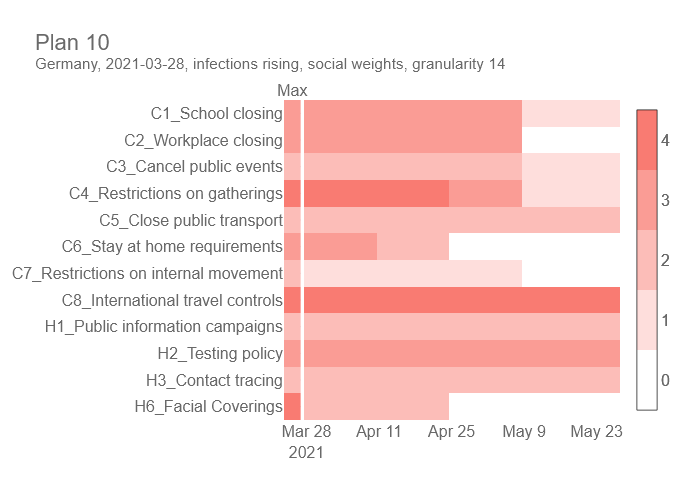 Plan 10
Germany, 2021-03-28, infections rising, social weights, granularity 14
Max
C1_School closing
C2_Workplace closing
C3_Cancel public events
C4_Restrictions on gatherings
C5_Close public transport
C6_Stay at home requirements
C7_Restrictions on internal movement
C8_International travel controls
H1_Public information campaigns
H2_Testing policy
H3_Contact tracing
H6_Facial Coverings
Mar 28 Apr 11 Apr 25 May 9 May 23
2021
4
3
2
1
0